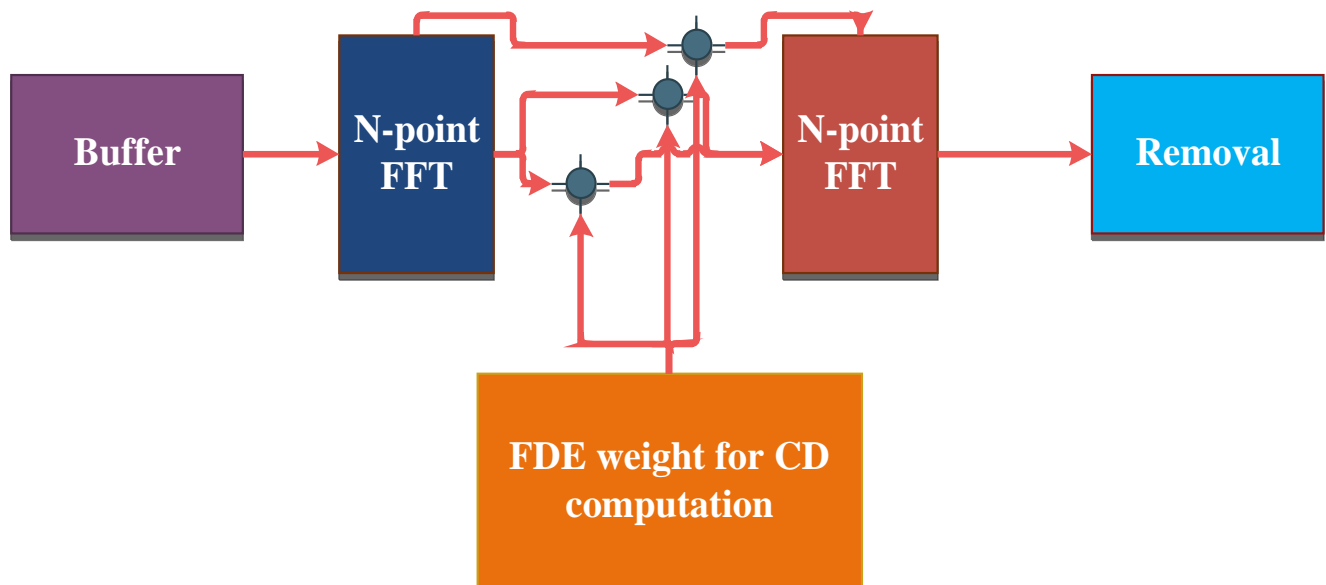 Buffer
N-point
FFT
N-point
FFT
Removal
FDE weight for CD
computation